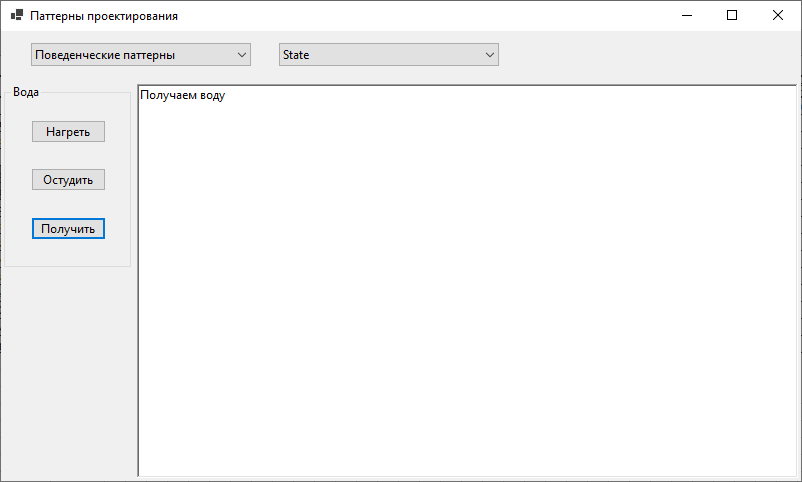 Паттерны проектирования
Поведенческие паттерны
State
Вода
Получаем воду
Нагреть
Остудить
Получить